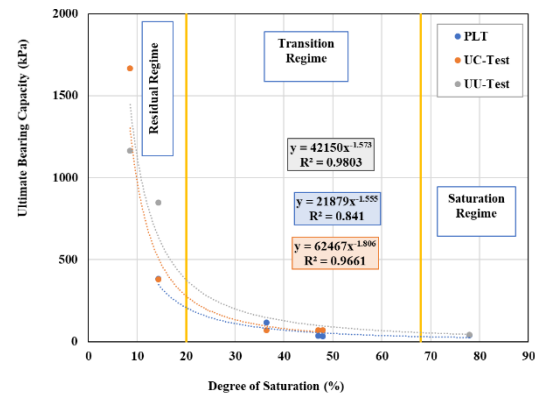 Ultimate Bearing Capacity (kPa)
2000
1500
1000
500
0
0
10
20
30
40
50
60
70
80
90
Degree of Saturation (%)
Residual Regime
Transition
Regime
Saturation
Regime
PLT
UC-Test
UU-Test
y = 42150x^-1.573
R² = 0.9803
y = 21879x^-1.555
R² = 0.841
y = 62467x^-1.806
R² = 0.9661